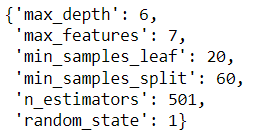 {'max_depth': 6,
'max_features': 7,
'min_samples_leaf': 20,
'min_samples_split': 60,
'n_estimators': 501,
'random_state': 1}